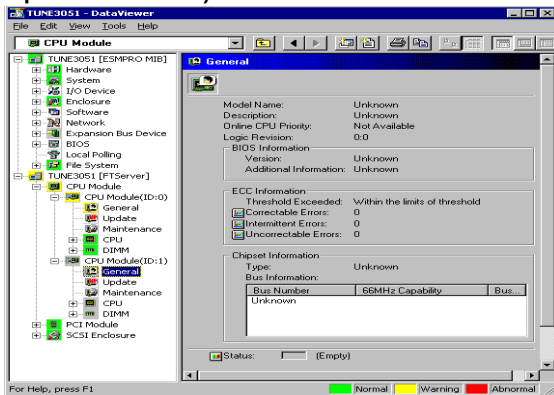 TUNE3051 - DataViewer
File Edit View Tools Help
CPU Module
TUNE3051 [ESMPRO MIB]
Hardware
System
I/O Device
Enclosure
Software
Network
Expansion Bus Device
BIOS
Local Polling
File System
TUNE3051 [FTServer]
CPU Module
CPU Module(ID:0)
General
Update
Maintenance
CPU
DIMM
CPU Module(ID:1)
General
Update
Maintenance
CPU
DIMM
PCI Module
SCSI Enclosure
General
Model Name: Unknown
Description: Unknown
Online CPU Priority: Not Available
Logic Revision: 0:0
BIOS Information
Version: Unknown
Additional Information: Unknown
ECC Information
Threshold Exceeded: Within the limits of threshold
Correctable Errors: 0
Intermittent Errors: 0
Uncorrectable Errors: 0
Chipset Information
Type: Unknown
Bus Information:
Bus Number 66MHz Capability Bus...
Unknown
Status: (Empty)
For Help, press F1
Normal Warning Abnormal